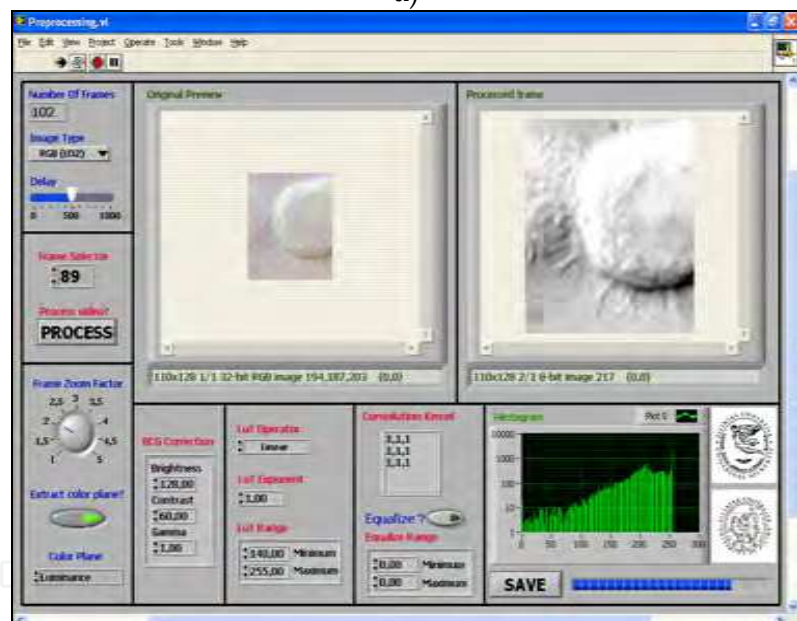 a)
Preprocessing.vi
File Edit View Project Operate Tools Window Help
Number Of Frames
102
Image Type
RGB (U32)
Delay
0 500 1000
Frame Selector
89
Process video?
PROCESS
Frame Zoom Factor
2,5 3 3,5
2 4
1,5 4,5
1 5
Extract color plane?
Color Plane
Luminance
Original Preview
110x128 1/1 32-bit RGB image 194,187,203 (0,0)
Processed frame
110x128 2/1 8-bit image 217 (0,0)
BCG Correction
Brightness
128,00
Contrast
60,00
Gamma
1,00
LuT Operator
linear
LuT Exponent
1,00
LuT Range
140,00 Minimum
255,00 Maximum
Convolution Kernel
1,1,1
1,1,1
1,1,1
Equalize ?
Equalize Range
0,00 Minimum
0,00 Maximum
Histogram
Plot 0
10000
1000
100
10
1
0 50 100 150 200 250 300
SAVE